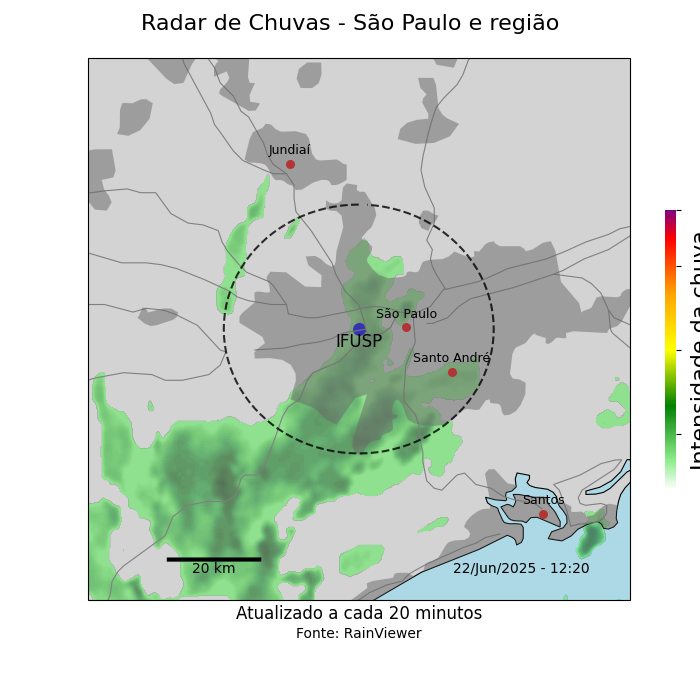 Radar de Chuvas - São Paulo e região
Jundiaí
São Paulo
IFUSP
Santo André
Santos
20 km
22/Jun/2025 - 12:20
Atualizado a cada 20 minutos
Fonte: RainViewer
Intensidade da chuva